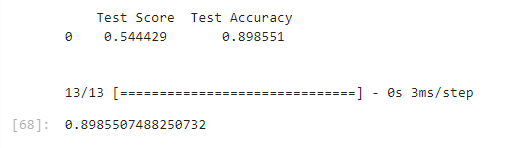 Test Score Test Accuracy
0 0.544429 0.898551
13/13 [==============================] - 0s 3ms/step
[68]: 0.8985507488250732